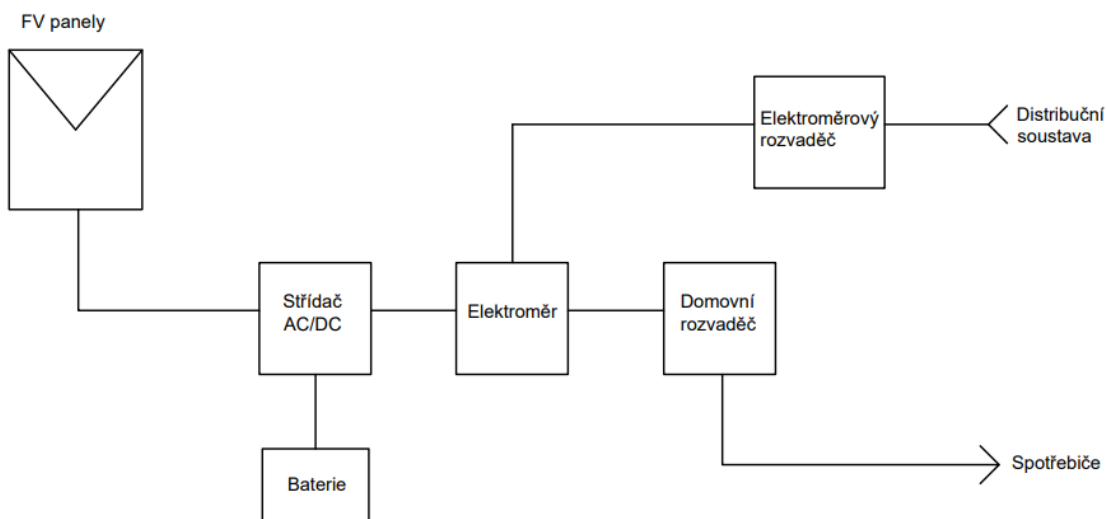 FV panely
Elektroměrový
rozvaděč
Distribuční
soustava
Střídač
AC/DC
Elektroměr
Domovní
rozvaděč
Baterie
Spotřebiče